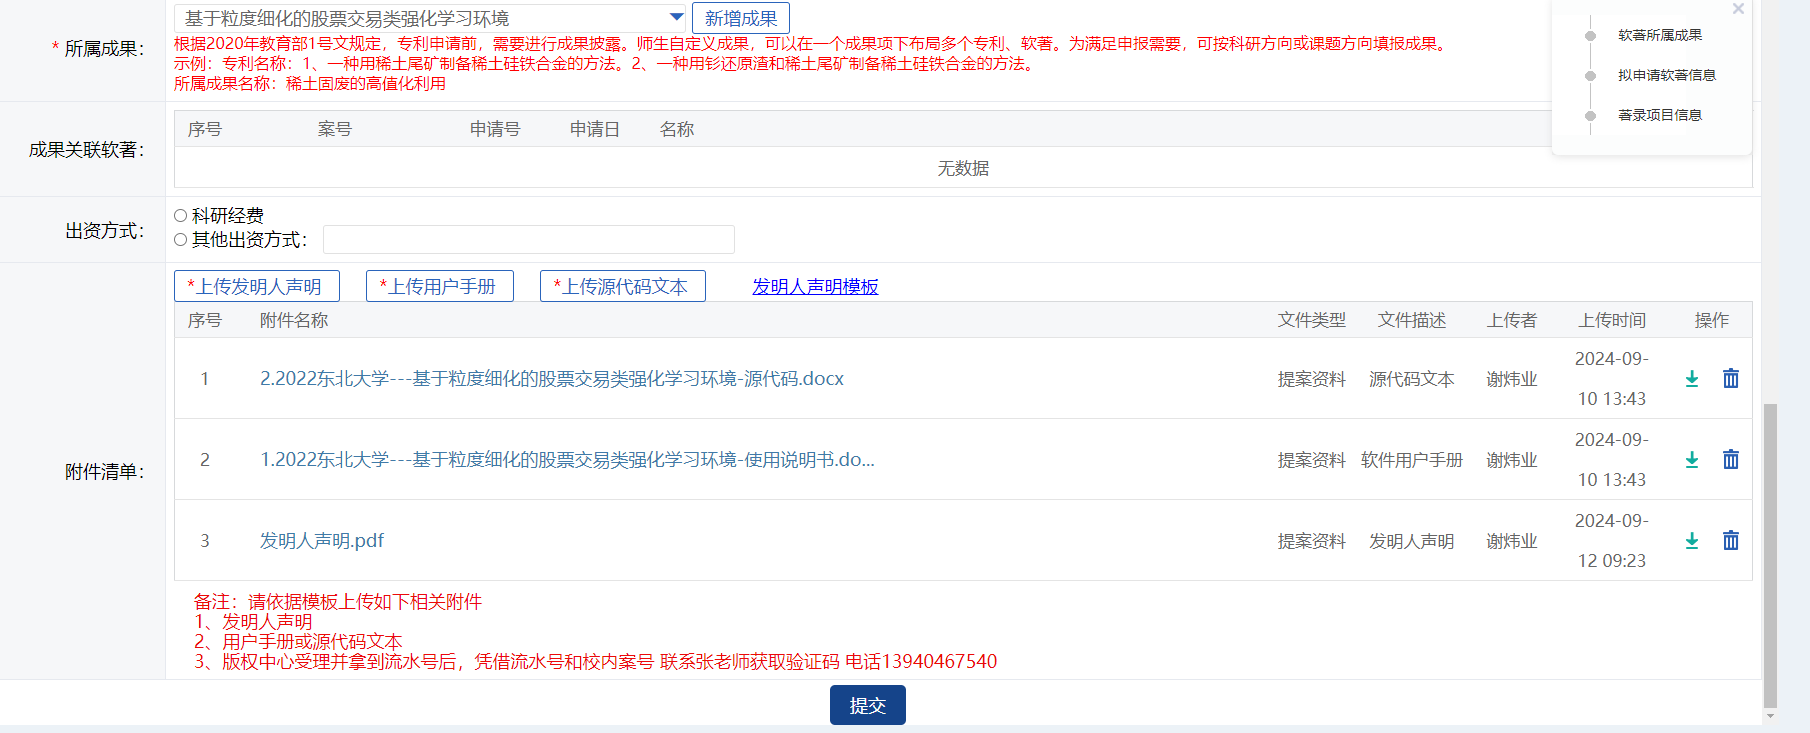 基于粒度细化的股票交易类强化学习环境 新增成果
* 所属成果：
根据2020年教育部1号文规定，专利申请前，需要进行成果披露。师生自定义成果，可以在一个成果项下布局多个专利、软著。为满足申报需要，可按科研方向或课题方向填报成果。
示例：专利名称：1、一种用稀土尾矿制备稀土硅铁合金的方法。2、一种用钐还原渣和稀土尾矿制备稀土硅铁合金的方法。
所属成果名称：稀土固废的高值化利用
软著所属成果
拟申请软著信息
著录项目信息
成果关联软著：
序号 案号 申请号 申请日 名称
无数据
出资方式：
科研经费
其他出资方式：
附件清单：
*上传发明人声明 *上传用户手册 *上传源代码文本 发明人声明模板
序号 附件名称 文件类型 文件描述 上传者 上传时间 操作
1 2.2022东北大学---基于粒度细化的股票交易类强化学习环境-源代码.docx 提案资料 源代码文本 谢炜业 2024-09-
10 13:43
2 1.2022东北大学---基于粒度细化的股票交易类强化学习环境-使用说明书.do... 提案资料 软件用户手册 谢炜业 2024-09-
10 13:43
3 发明人声明.pdf 提案资料 发明人声明 谢炜业 2024-09-
12 09:23
备注：请依据模板上传如下相关附件
1、发明人声明
2、用户手册或源代码文本
3、版权中心受理并拿到流水号后，凭借流水号和校内案号 联系张老师获取验证码 电话13940467540
提交